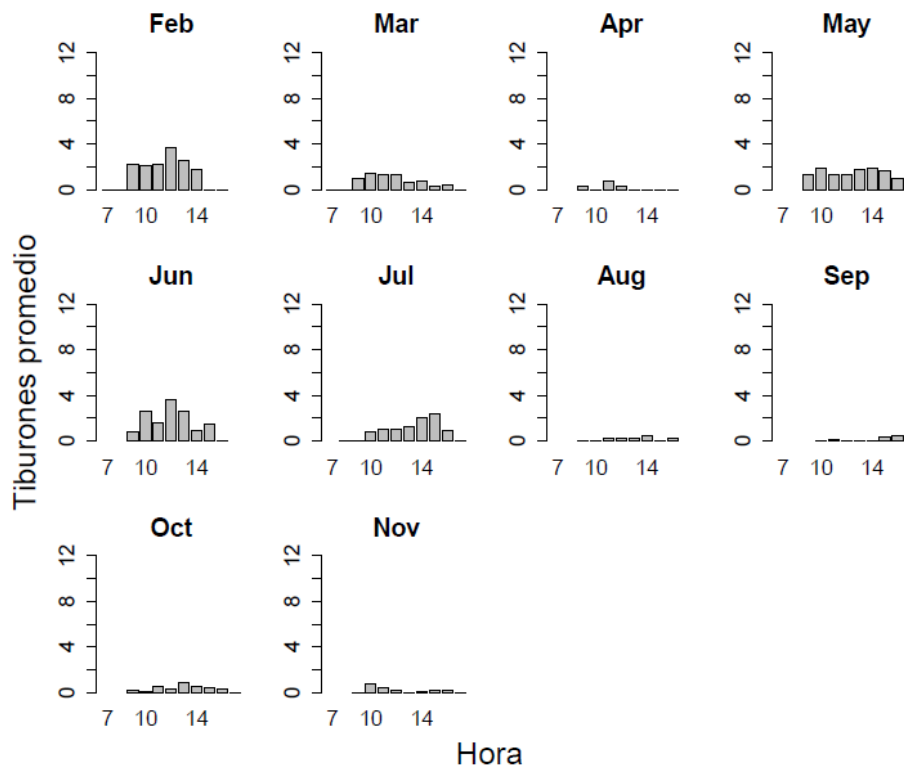 Feb Mar Apr May
0 4 8 12 0 4 8 12 0 4 8 12 0 4 8 12
7 10 14 7 10 14 7 10 14 7 10 14
Jun Jul Aug Sep
0 4 8 12 0 4 8 12 0 4 8 12 0 4 8 12
7 10 14 7 10 14 7 10 14 7 10 14
Tiburones promedio
Oct Nov
0 4 8 12 0 4 8 12
7 10 14 7 10 14
Hora